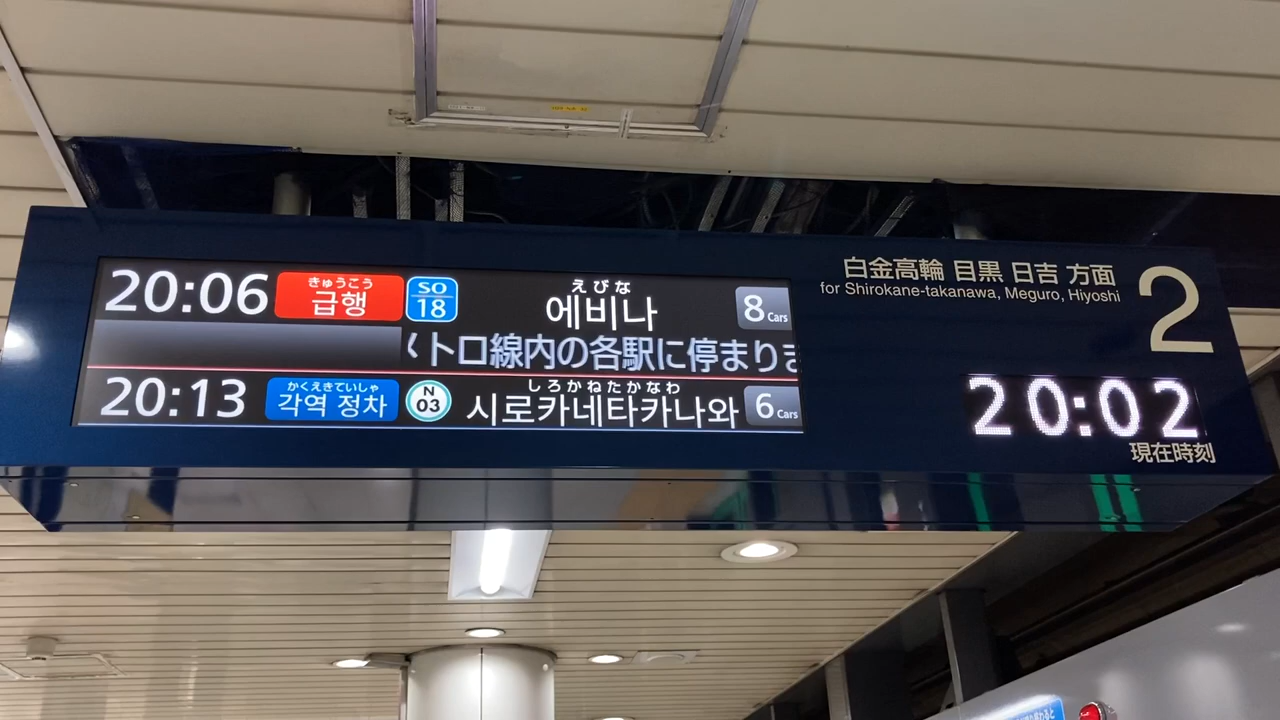 20:06 きゅうこう 급행 SO 18 えびな 에비나 8 Cars
トロ線内の各駅に停まりま
20:13 かくえきていしゃ 각역 정차 N 03 しろかねたかなわ 시로카네타카나와 6 Cars
白金高輪 目黒 日吉 方面
for Shirokane-takanawa, Meguro, Hiyoshi
2
20:02
現在時刻